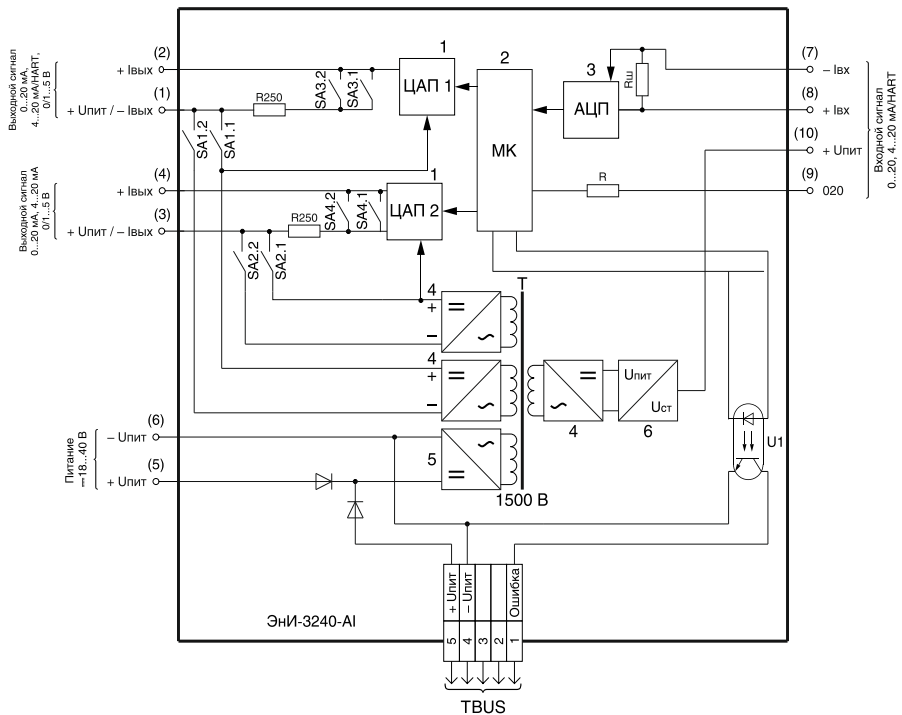 (2)
+ Iвых
(1)
+ Uпит / – Iвых
Выходной сигнал
0...20 мА,
4...20 мА/HART,
0/1...5 В
(4)
+ Iвых
(3)
+ Uпит / – Iвых
Выходной сигнал
0...20 мА, 4...20 мА
0/1...5 В
R250
SA3.2
SA3.1
SA1.2
SA1.1
1
ЦАП 1
2
МК
3
АЦП
Rш
(7)
– Iвх
(8)
+ Iвх
(10)
+ Uпит
(9)
020
Входной сигнал
0...20, 4...20 мА/HART
R
R250
SA4.2
SA4.1
SA2.2
SA2.1
1
ЦАП 2
T
4
+
–
4
+
–
4
Uпит
Uст
6
5
1500 В
U1
(6)
– Uпит
(5)
+ Uпит
Питание
18...40 В
ЭнИ-3240-AI
+ Uпит
– Uпит
Ошибка
5
4
3
2
1
TBUS